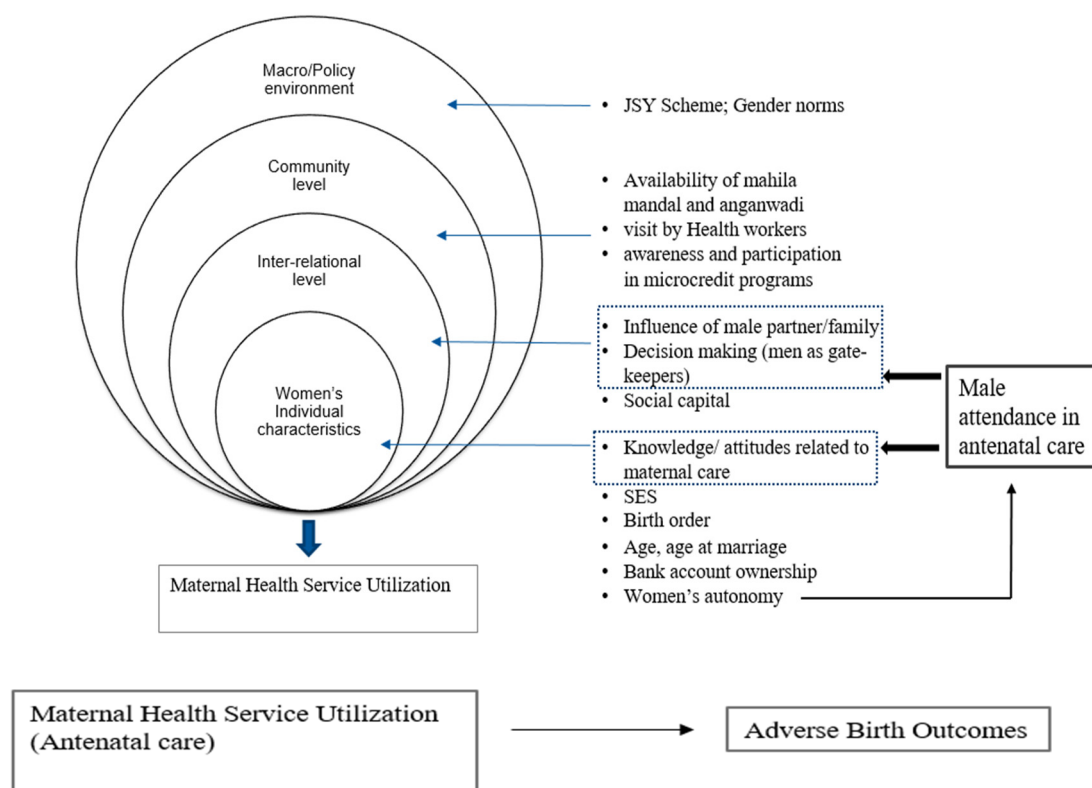 Macro/Policy
environment
Community
level
Inter-relational
level
Women's
Individual
characteristics
Maternal Health Service Utilization
• JSY Scheme; Gender norms
• Availability of mahila
mandal and anganwadi
• visit by Health workers
• awareness and participation
in microcredit programs
• Influence of male partner/family
• Decision making (men as gate-
keepers)
• Social capital
• Knowledge/ attitudes related to
maternal care
• SES
• Birth order
• Age, age at marriage
• Bank account ownership
• Women's autonomy
Male
attendance in
antenatal care
Maternal Health Service Utilization
(Antenatal care)
Adverse Birth Outcomes